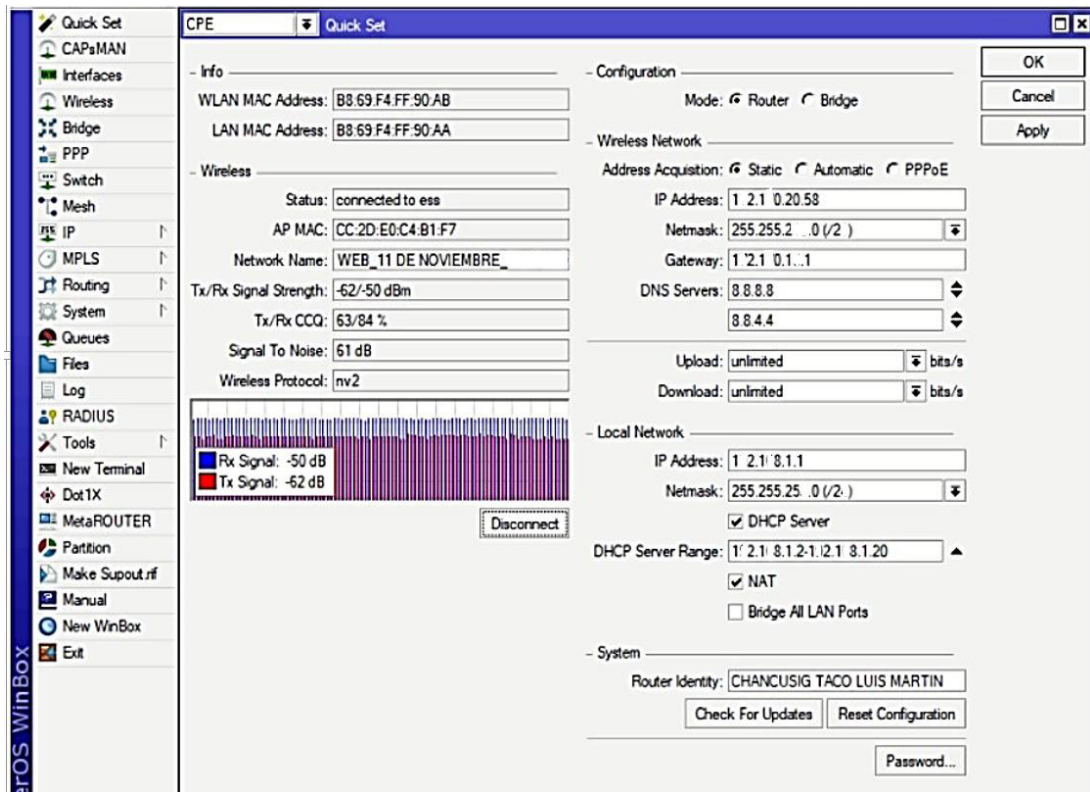 Quick Set
CAPsMAN
Interfaces
Wireless
Bridge
PPP
Switch
Mesh
IP
MPLS
Routing
System
Queues
Files
Log
RADIUS
Tools
New Terminal
Dot1X
MetaROUTER
Partition
Make Supout.rif
Manual
New WinBox
Exit
erOS WinBox
CPE
Quick Set
Info
WLAN MAC Address: B8:69:F4:FF:90:AB
LAN MAC Address: B8:69:F4:FF:90:AA
Wireless
Status: connected to ess
AP MAC: CC:2D:E0:C4:B1:F7
Network Name: WEB_11 DE NOVIEMBRE_
Tx/Rx Signal Strength: -62/-50 dBm
Tx/Rx CCQ: 63/84 %
Signal To Noise: 61 dB
Wireless Protocol: nv2
Rx Signal: -50 dB
Tx Signal: -62 dB
Disconnect
Configuration
Mode: Router Bridge
Wireless Network
Address Acquisition: Static Automatic PPPoE
IP Address:
Netmask:
Gateway:
DNS Servers: 8.8.8.8
8.8.4.4
Upload: unlimited bits/s
Download: unlimited bits/s
Local Network
IP Address:
Netmask:
DHCP Server
DHCP Server Range:
NAT
Bridge All LAN Ports
System
Router Identity: CHANCUSIG TACO LUIS MARTIN
Check For Updates Reset Configuration
Password...
OK
Cancel
Apply